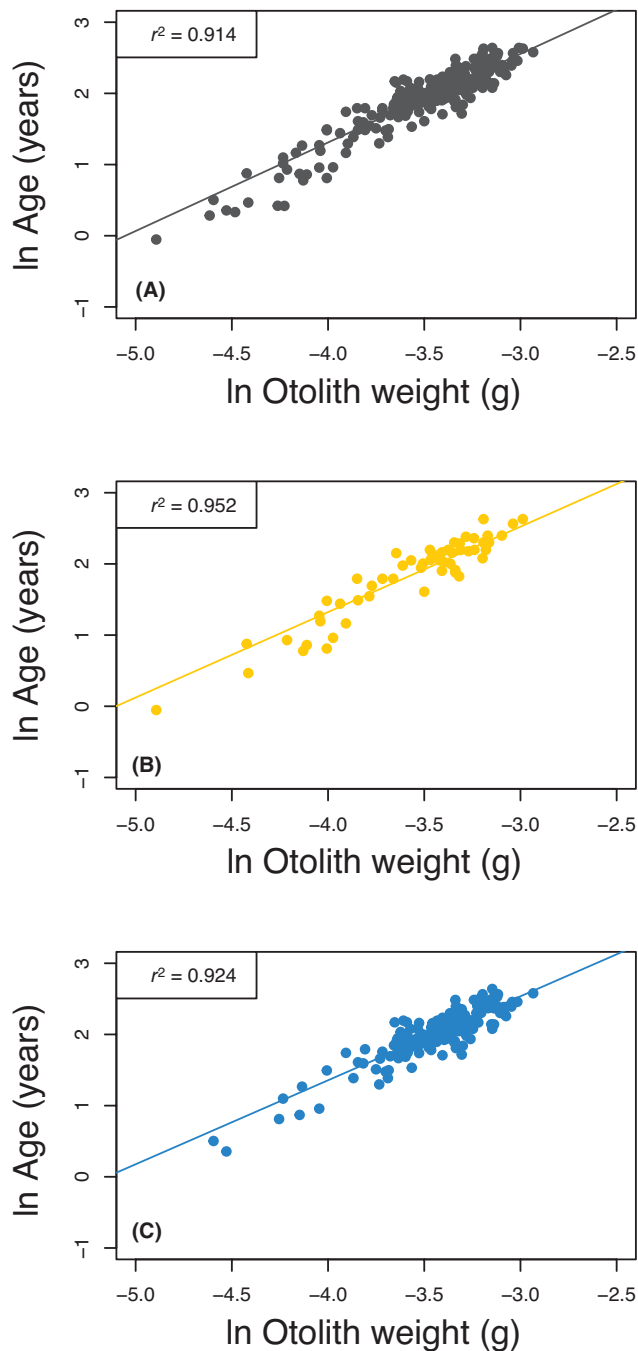 r² = 0.914
3
2
1
0
−1
ln Age (years)
(A)
−5.0 −4.5 −4.0 −3.5 −3.0 −2.5
ln Otolith weight (g)
r² = 0.952
3
2
1
0
−1
ln Age (years)
(B)
−5.0 −4.5 −4.0 −3.5 −3.0 −2.5
ln Otolith weight (g)
r² = 0.924
3
2
1
0
−1
ln Age (years)
(C)
−5.0 −4.5 −4.0 −3.5 −3.0 −2.5
ln Otolith weight (g)